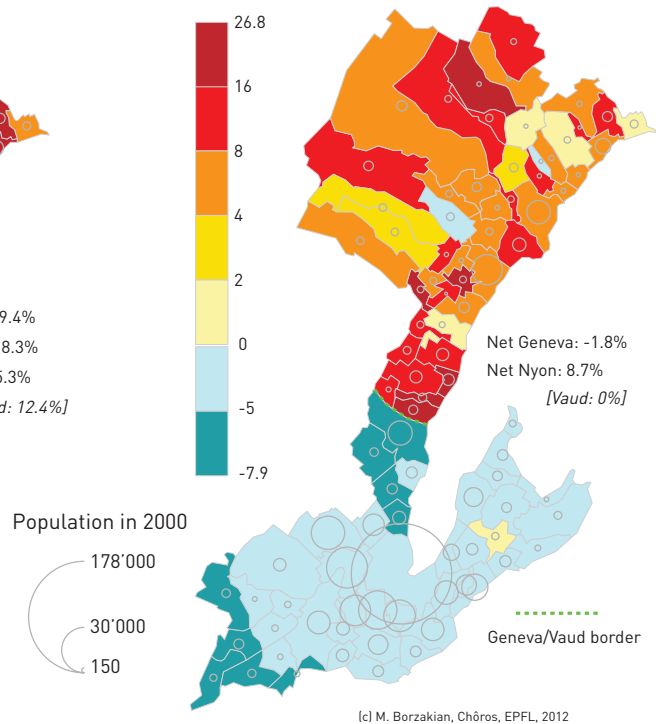 26.8
16
8
4
2
0
-5
-7.9
9.4%
8.3%
5.3%
d: 12.4%]
Net Geneva: -1.8%
Net Nyon: 8.7%
[Vaud: 0%]
Population in 2000
178'000
30'000
150
Geneva/Vaud border
(c) M. Borzakian, Chôros, EPFL, 2012